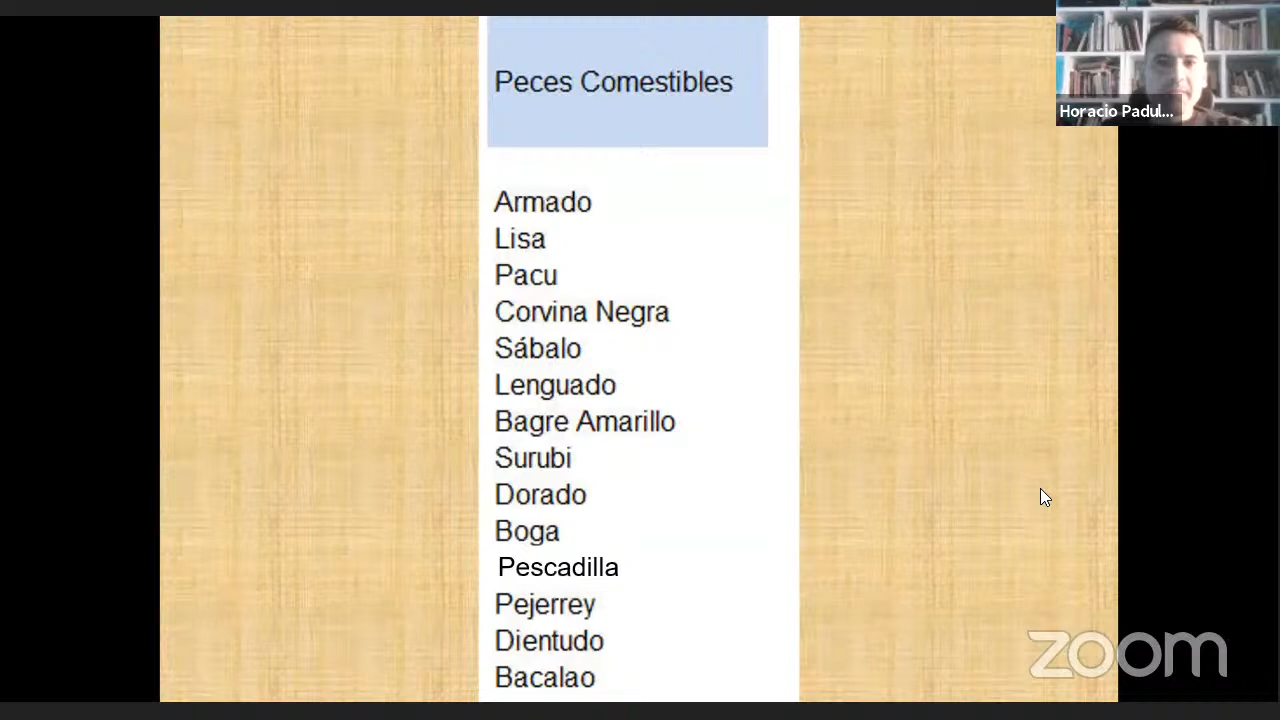 Peces Comestibles
Horacio Padul...
Armado
Lisa
Pacu
Corvina Negra
Sábalo
Lenguado
Bagre Amarillo
Surubi
Dorado
Boga
Pescadilla
Pejerrey
Dientudo
Bacalao
zoom